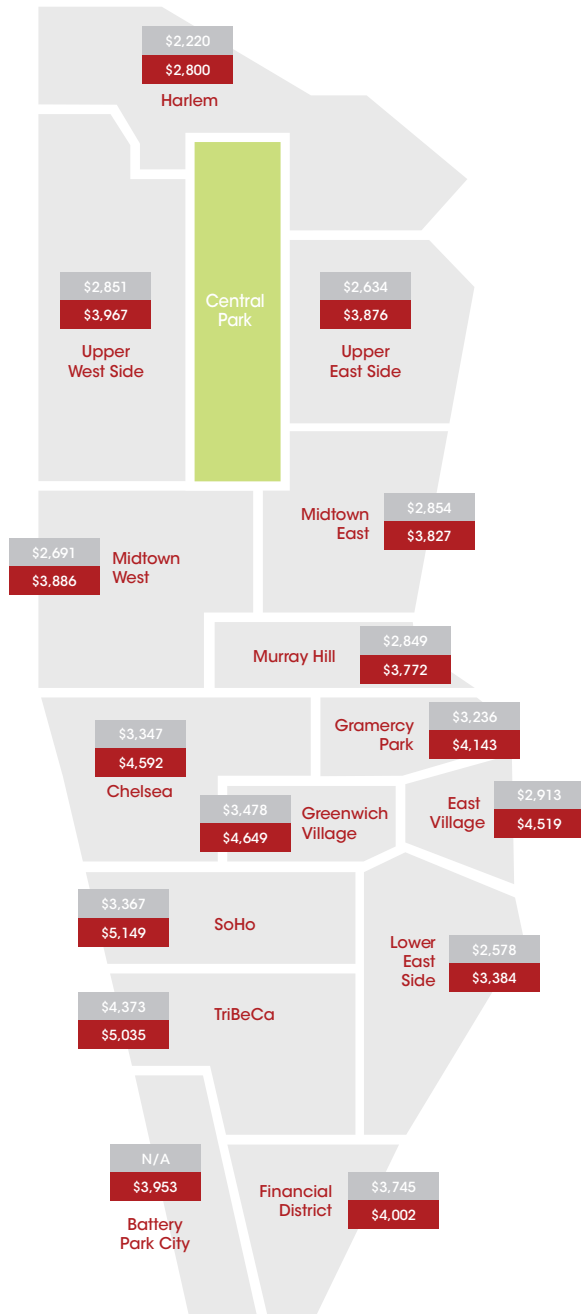 $2,220
$2,800
Harlem
$2,851
$3,967
Upper
West Side
Central
Park
$2,634
$3,876
Upper
East Side
Midtown
East
$2,854
$3,827
$2,691
$3,886
Midtown
West
Murray Hill
$2,849
$3,772
$3,347
$4,592
Chelsea
Gramercy
Park
$3,236
$4,143
$3,478
$4,649
Greenwich
Village
East
Village
$2,913
$4,519
$3,367
$5,149
SoHo
Lower
East
Side
$2,578
$3,384
$4,373
$5,035
TriBeCa
N/A
$3,953
Battery
Park City
Financial
District
$3,745
$4,002